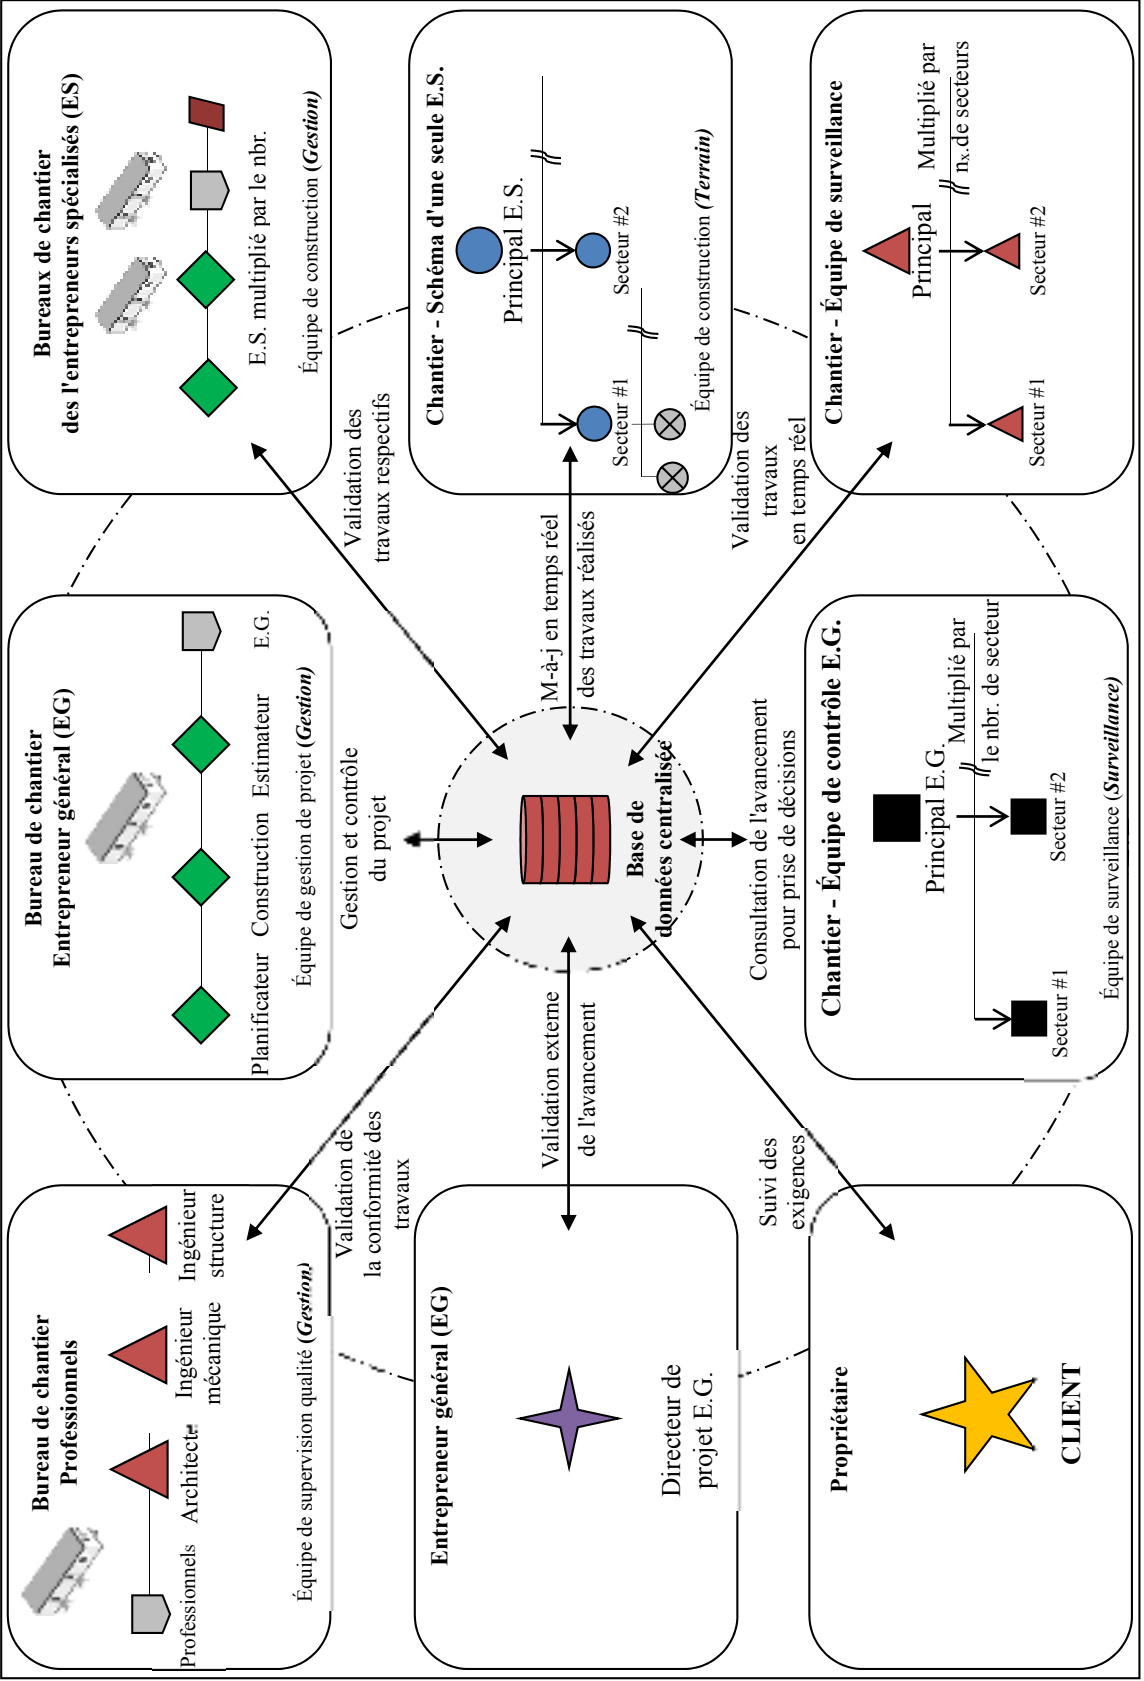 Bureau de chantier
Professionnels
Professionnels
Architecte
Ingénieur
mécanique
Ingénieur
structure
Équipe de supervision qualité (Gestion)
Bureau de chantier
Entrepreneur général (EG)
Planificateur
Construction
Estimateur
E.G.
Équipe de gestion de projet (Gestion)
Bureaux de chantier
des l'entrepreneurs spécialisés (ES)
E.S. multiplié par le nbr.
Équipe de construction (Gestion)
Validation de
la conformité des
travaux
Gestion et contrôle
du projet
Validation des
travaux respectifs
Entrepreneur général (EG)
Directeur de
projet E.G.
Validation externe
de l'avancement
Base de
données centralisée
M-à-j en temps réel
des travaux réalisés
Chantier - Schéma d'une seule E.S.
Principal E.S.
Secteur #1
Secteur #2
Équipe de construction (Terrain)
Suivi des
exigences
Consultation de l'avancement
pour prise de décisions
Validation des
travaux
en temps réel
Propriétaire
CLIENT
Chantier - Équipe de contrôle E.G.
Principal E.G.
Multiplié par
le nbr. de secteur
Secteur #1
Secteur #2
Équipe de surveillance (Surveillance)
Chantier - Équipe de surveillance
Principal
Multiplié par
nx.de secteurs
Secteur #1
Secteur #2